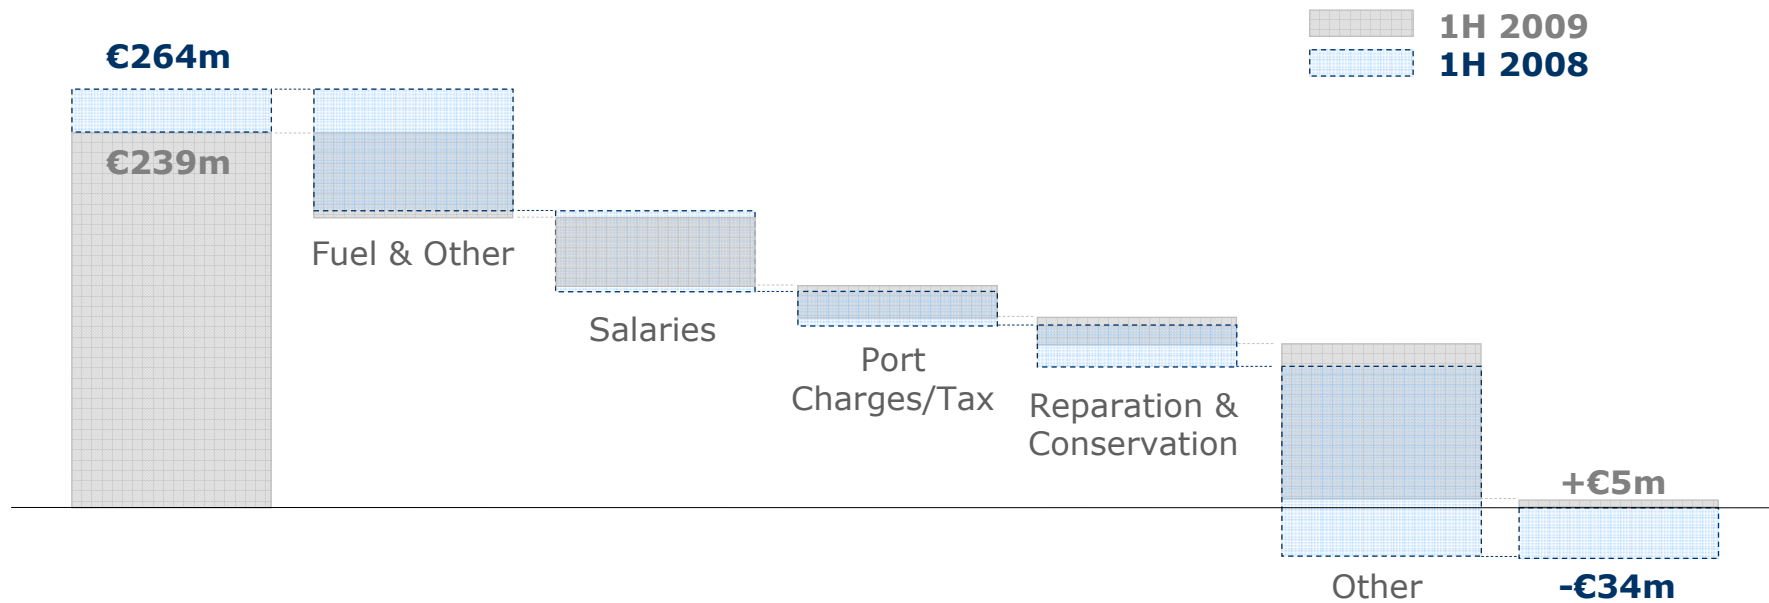 1H 2009
1H 2008
€264m
€239m
Fuel & Other
Salaries
Port
Charges/Tax
Reparation &
Conservation
Other
+€5m
-€34m